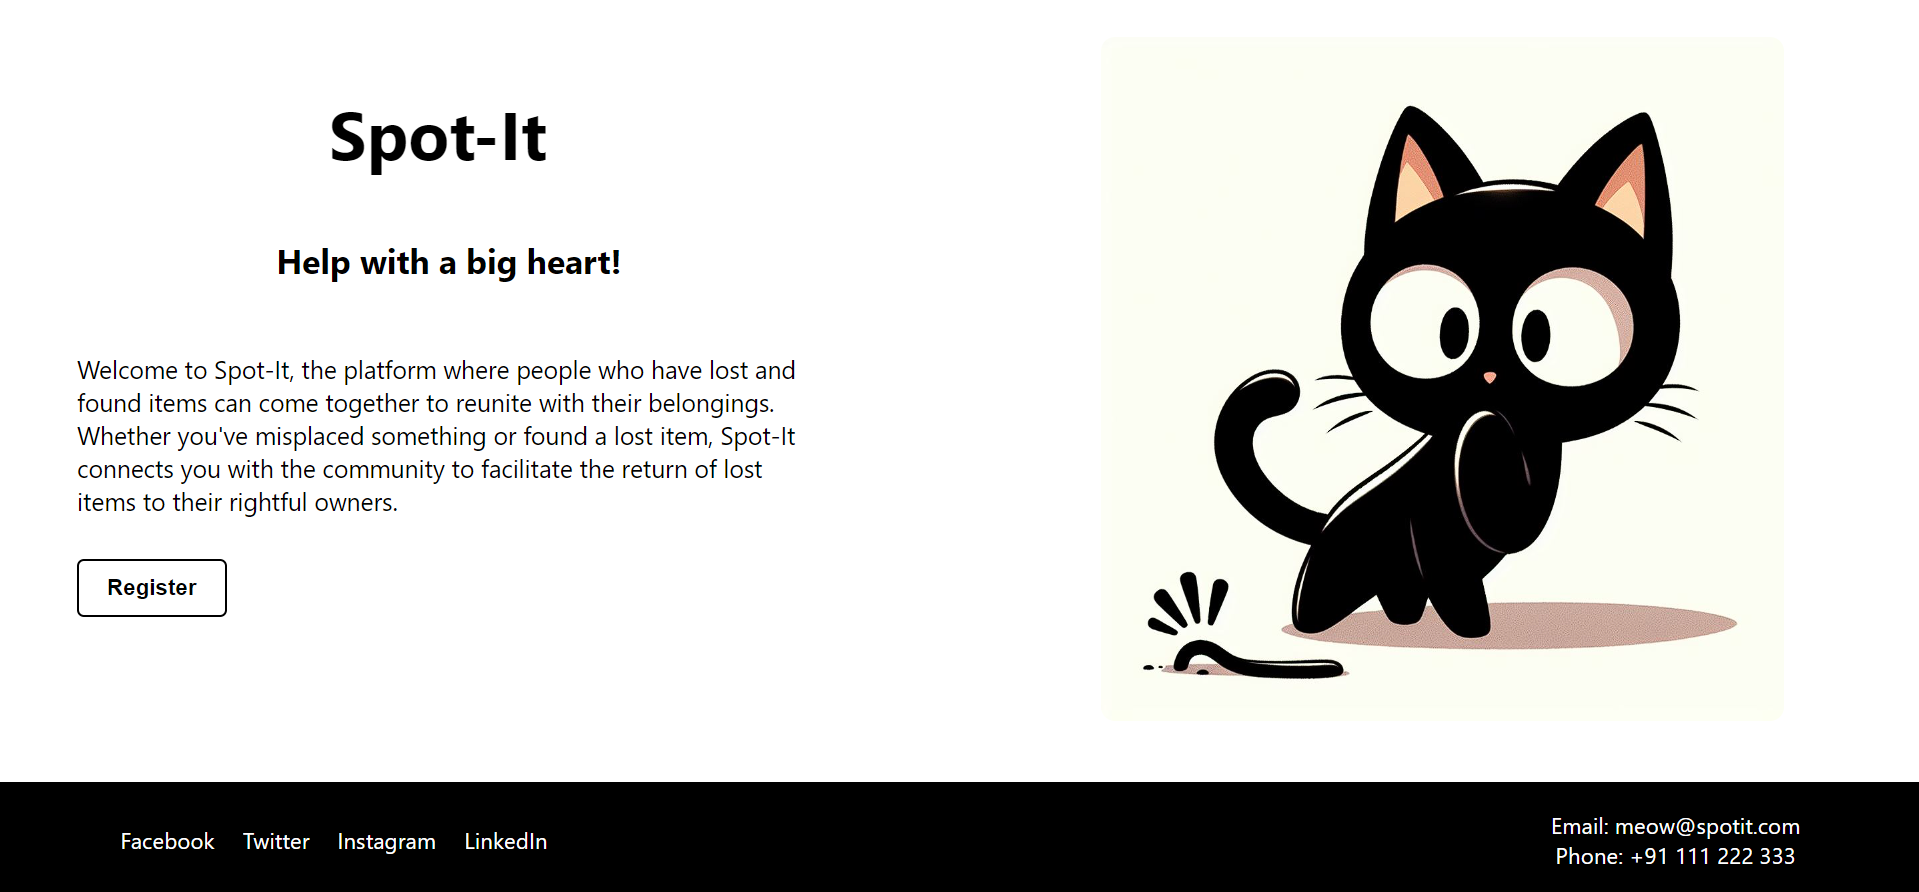 Spot-It
Help with a big heart!
Welcome to Spot-It, the platform where people who have lost and
found items can come together to reunite with their belongings.
Whether you've misplaced something or found a lost item, Spot-It
connects you with the community to facilitate the return of lost
items to their rightful owners.
Register
Facebook Twitter Instagram LinkedIn
Email: meow@spotit.com
Phone: +91 111 222 333